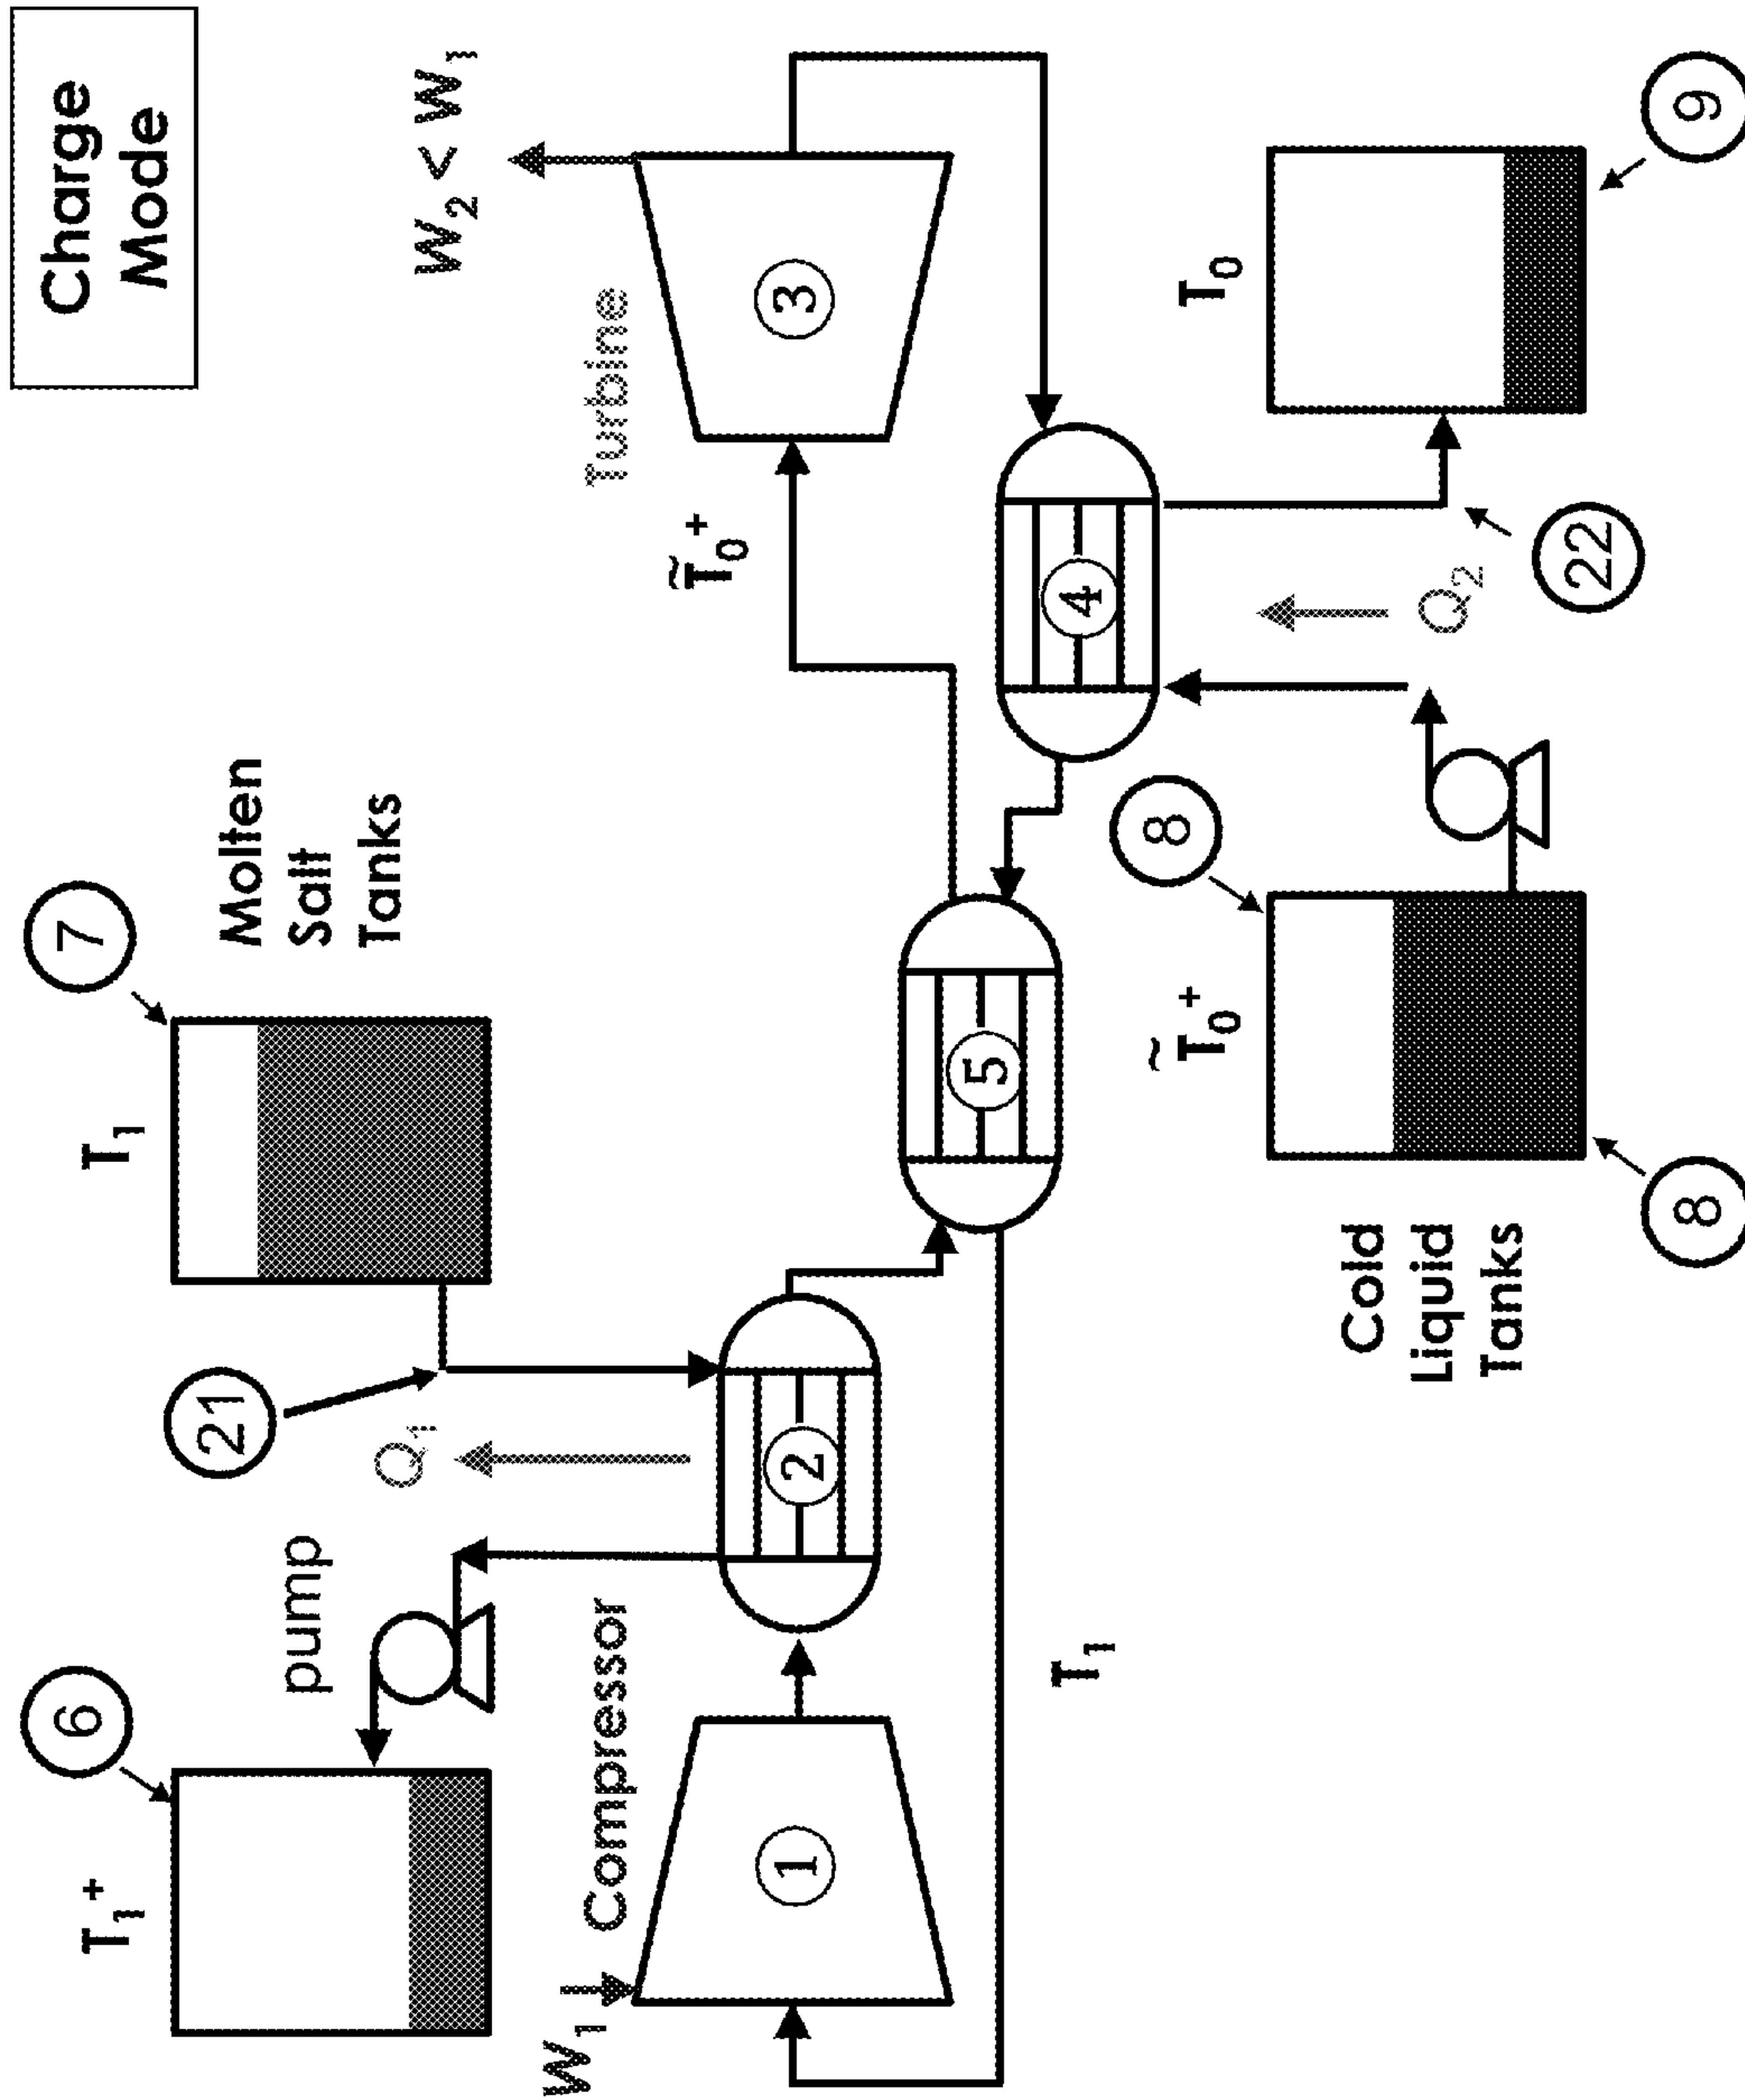 Charge
Mode
6
T₁⁺
pump
21
Q₁
7
T₁
Molten
Salt
Tanks
W₂ < W₁
W₁
Compressor
1
2
5
T̃₀⁺
Turbine
3
4
T₁
Cold
Liquid
Tanks
T̃₀⁺
8
8
Q₂
22
T₀
9